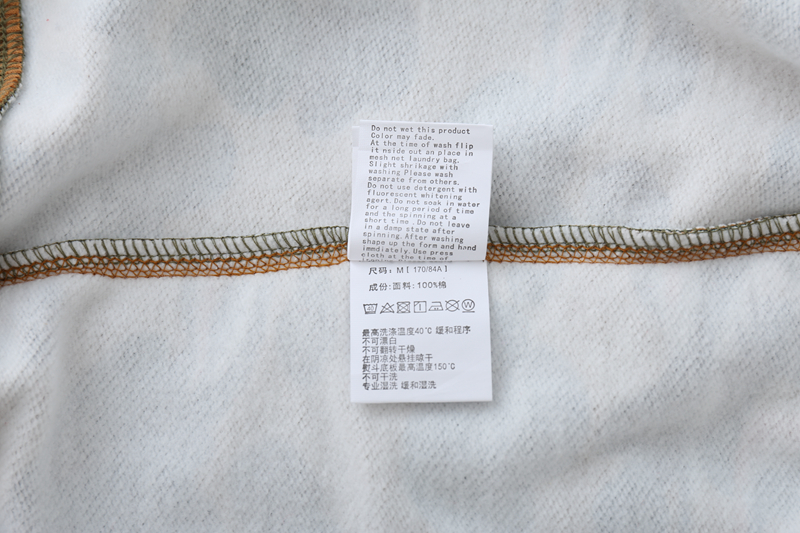 Do not wet this product
Color may fade.
At the time of wash flip
it nside out an place in
mesh net laundry bag.
Slight shrikage with
washing Please wash
separate from others.
Do not use detergent with
fluorescent whitening
agert. Do not soak in water
for a long period of time
and the spinning at a
short time . Do not leave
in a damp state after
spinning. After washing
shape up the form and hand
immediately. Use press
cloth at the time of
尺码: M [ 170/84A ]
成份: 面料: 100%棉
最高洗涤温度40℃ 缓和程序
不可漂白
不可翻转干燥
在阴凉处悬挂晾干
熨斗底板最高温度150℃
不可干洗
专业湿洗 缓和湿洗